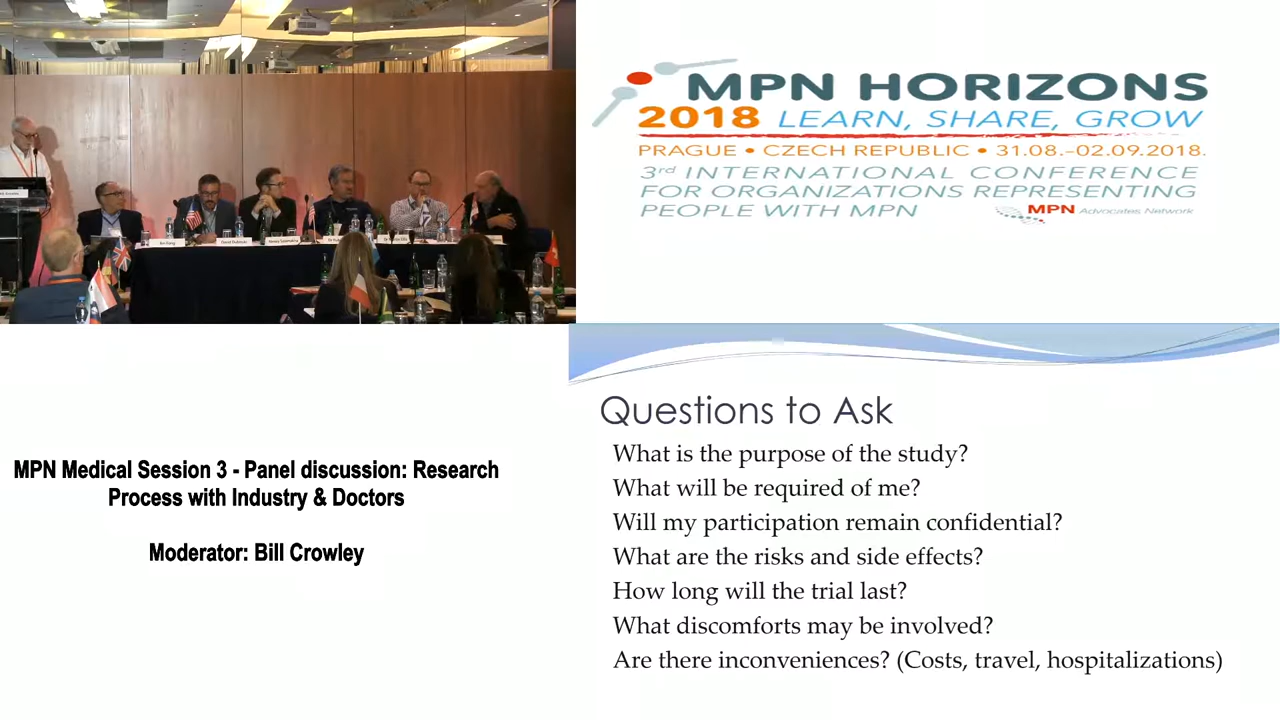 MPN HORIZONS
2018 LEARN, SHARE, GROW
PRAGUE • CZECH REPUBLIC • 31.08.-02.09.2018.
3rd INTERNATIONAL CONFERENCE
FOR ORGANIZATIONS REPRESENTING
PEOPLE WITH MPN
MPN Advocates Network
MPN Medical Session 3 - Panel discussion: Research
Process with Industry & Doctors
Moderator: Bill Crowley
Questions to Ask
What is the purpose of the study?
What will be required of me?
Will my participation remain confidential?
What are the risks and side effects?
How long will the trial last?
What discomforts may be involved?
Are there inconveniences? (Costs, travel, hospitalizations)